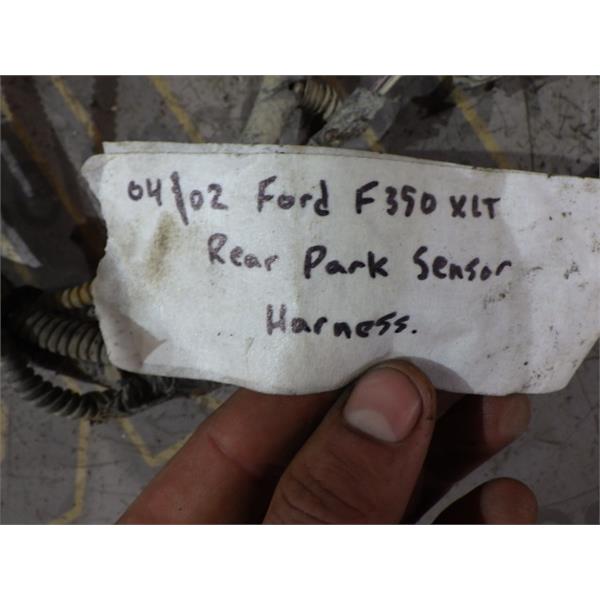 04/02 Ford F350 XLT
Rear Park Sensor
Harness.